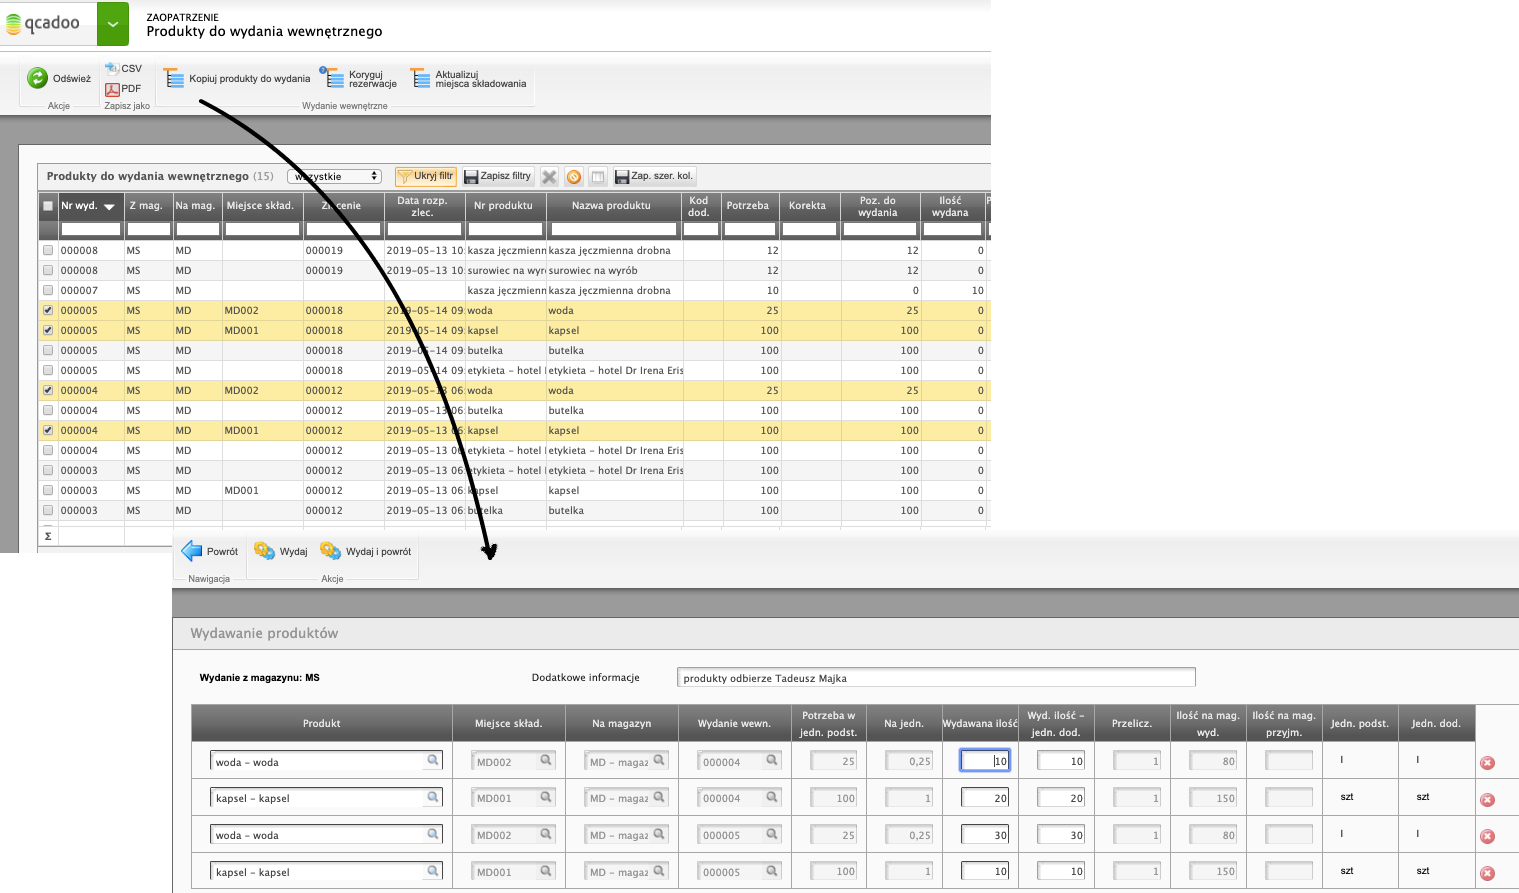 qcadoo
ZAOPATRZENIE
Produkty do wydania wewnętrznego
Odśwież
CSV
PDF
Kopiuj produkty do wydania
Koryguj rezerwacje
Aktualizuj miejsca składowania
Akcje Zapisz jako Wydanie wewnętrzne
Produkty do wydania wewnętrznego (15) wszystkie Ukryj filtr Zapisz filtry Zap. szer. kol.
Nr wyd. Z mag. Na mag. Miejsce skład. Zlecenie Data rozp. zlec. Nr produktu Nazwa produktu Kod dod. Potrzeba Korekta Poz. do wydania Ilość wydana P
000008 MS MD 000019 2019-05-13 10: kasza jęczmienn kasza jęczmienna drobna 12 12 0
000008 MS MD 000019 2019-05-13 10: surowiec na wyró surowiec na wyrób 12 12 0
000007 MS MD kasza jęczmienn kasza jęczmienna drobna 10 0 10
000005 MS MD MD002 000018 2019-05-14 09: woda woda 25 25 0
000005 MS MD MD001 000018 2019-05-14 09: kapsel kapsel 100 100 0
000005 MS MD 000018 2019-05-14 09: butelka butelka 100 100 0
000005 MS MD 000018 2019-05-14 09: etykieta - hotel etykieta - hotel Dr Irena Eris 100 100 0
000004 MS MD MD002 000012 2019-05-13 06: woda woda 25 25 0
000004 MS MD 000012 2019-05-13 06: butelka butelka 100 100 0
000004 MS MD MD001 000012 2019-05-13 06: kapsel kapsel 100 100 0
000004 MS MD 000012 2019-05-13 06: etykieta - hotel etykieta - hotel Dr Irena Eris 100 100 0
000003 MS MD 000012 2019-05-13 06: etykieta - hotel etykieta - hotel Dr Irena Eris 100 100 0
000003 MS MD MD001 000012 2019-05-13 06: kapsel kapsel 100 100 0
000003 MS MD 000012 2019-05-13 06: butelka butelka 100 100 0
Σ
Powrót Wydaj Wydaj i powrót
Nawigacja Akcje
Wydawanie produktów
Wydanie z magazynu: MS Dodatkowe informacje produkty odbierze Tadeusz Majka
Produkt Miejsce skład. Na magazyn Wydanie wewn. Potrzeba w jedn. podst. Na jedn. Wydawana ilość Wyd. ilość - jedn. dod. Przelicz. Ilość na mag. wyd. Ilość na mag. przyjm. Jedn. podst. Jedn. dod.
woda - woda MD002 MD - magaz 000004 25 0,25 10 10 1 80 l l
kapsel - kapsel MD001 MD - magaz 000004 100 1 20 20 1 150 szt szt
woda - woda MD002 MD - magaz 000005 25 0,25 30 30 1 80 l l
kapsel - kapsel MD001 MD - magaz 000005 100 1 10 10 1 150 szt szt